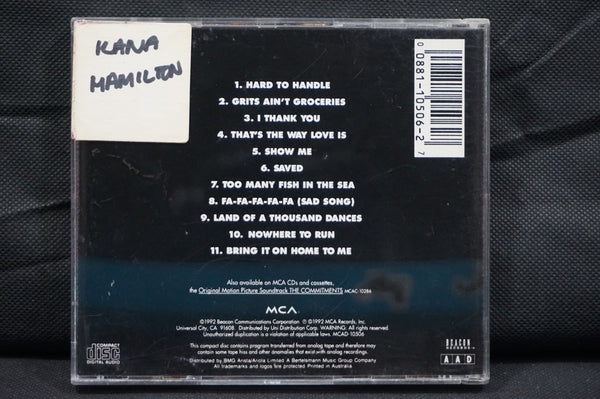 KANA
HAMILTON
0 0881-10506-2 7
1. HARD TO HANDLE
2. GRITS AIN'T GROCERIES
3. I THANK YOU
4. THAT'S THE WAY LOVE IS
5. SHOW ME
6. SAVED
7. TOO MANY FISH IN THE SEA
8. FA-FA-FA-FA-FA (SAD SONG)
9. LAND OF A THOUSAND DANCES
10. NOWHERE TO RUN
11. BRING IT ON HOME TO ME
Also available on MCA CDs and cassettes,
the Original Motion Picture Soundtrack THE COMMITMENTS MCAC-10286
MCA
©1992 Beacon Communications Corporation ℗1992 MCA Records, Inc.
Universal City, CA 91608. Distributed by Uni Distribution Corp. WARNING: All rights reserved.
Unauthorized duplication is a violation of applicable laws. MCAD 10506
This compact disc contains program transferred from analog tape and therefore may
contain some tape hiss and other anomalies that exist with analog recordings.
Distributed by BMG Arista/Ariola Limited A Bertelsmann Music Group Company
All trademarks and logos are protected Printed in Australia
COMPACT
disc
DIGITAL AUDIO
BEACON
RECORDS
AAD